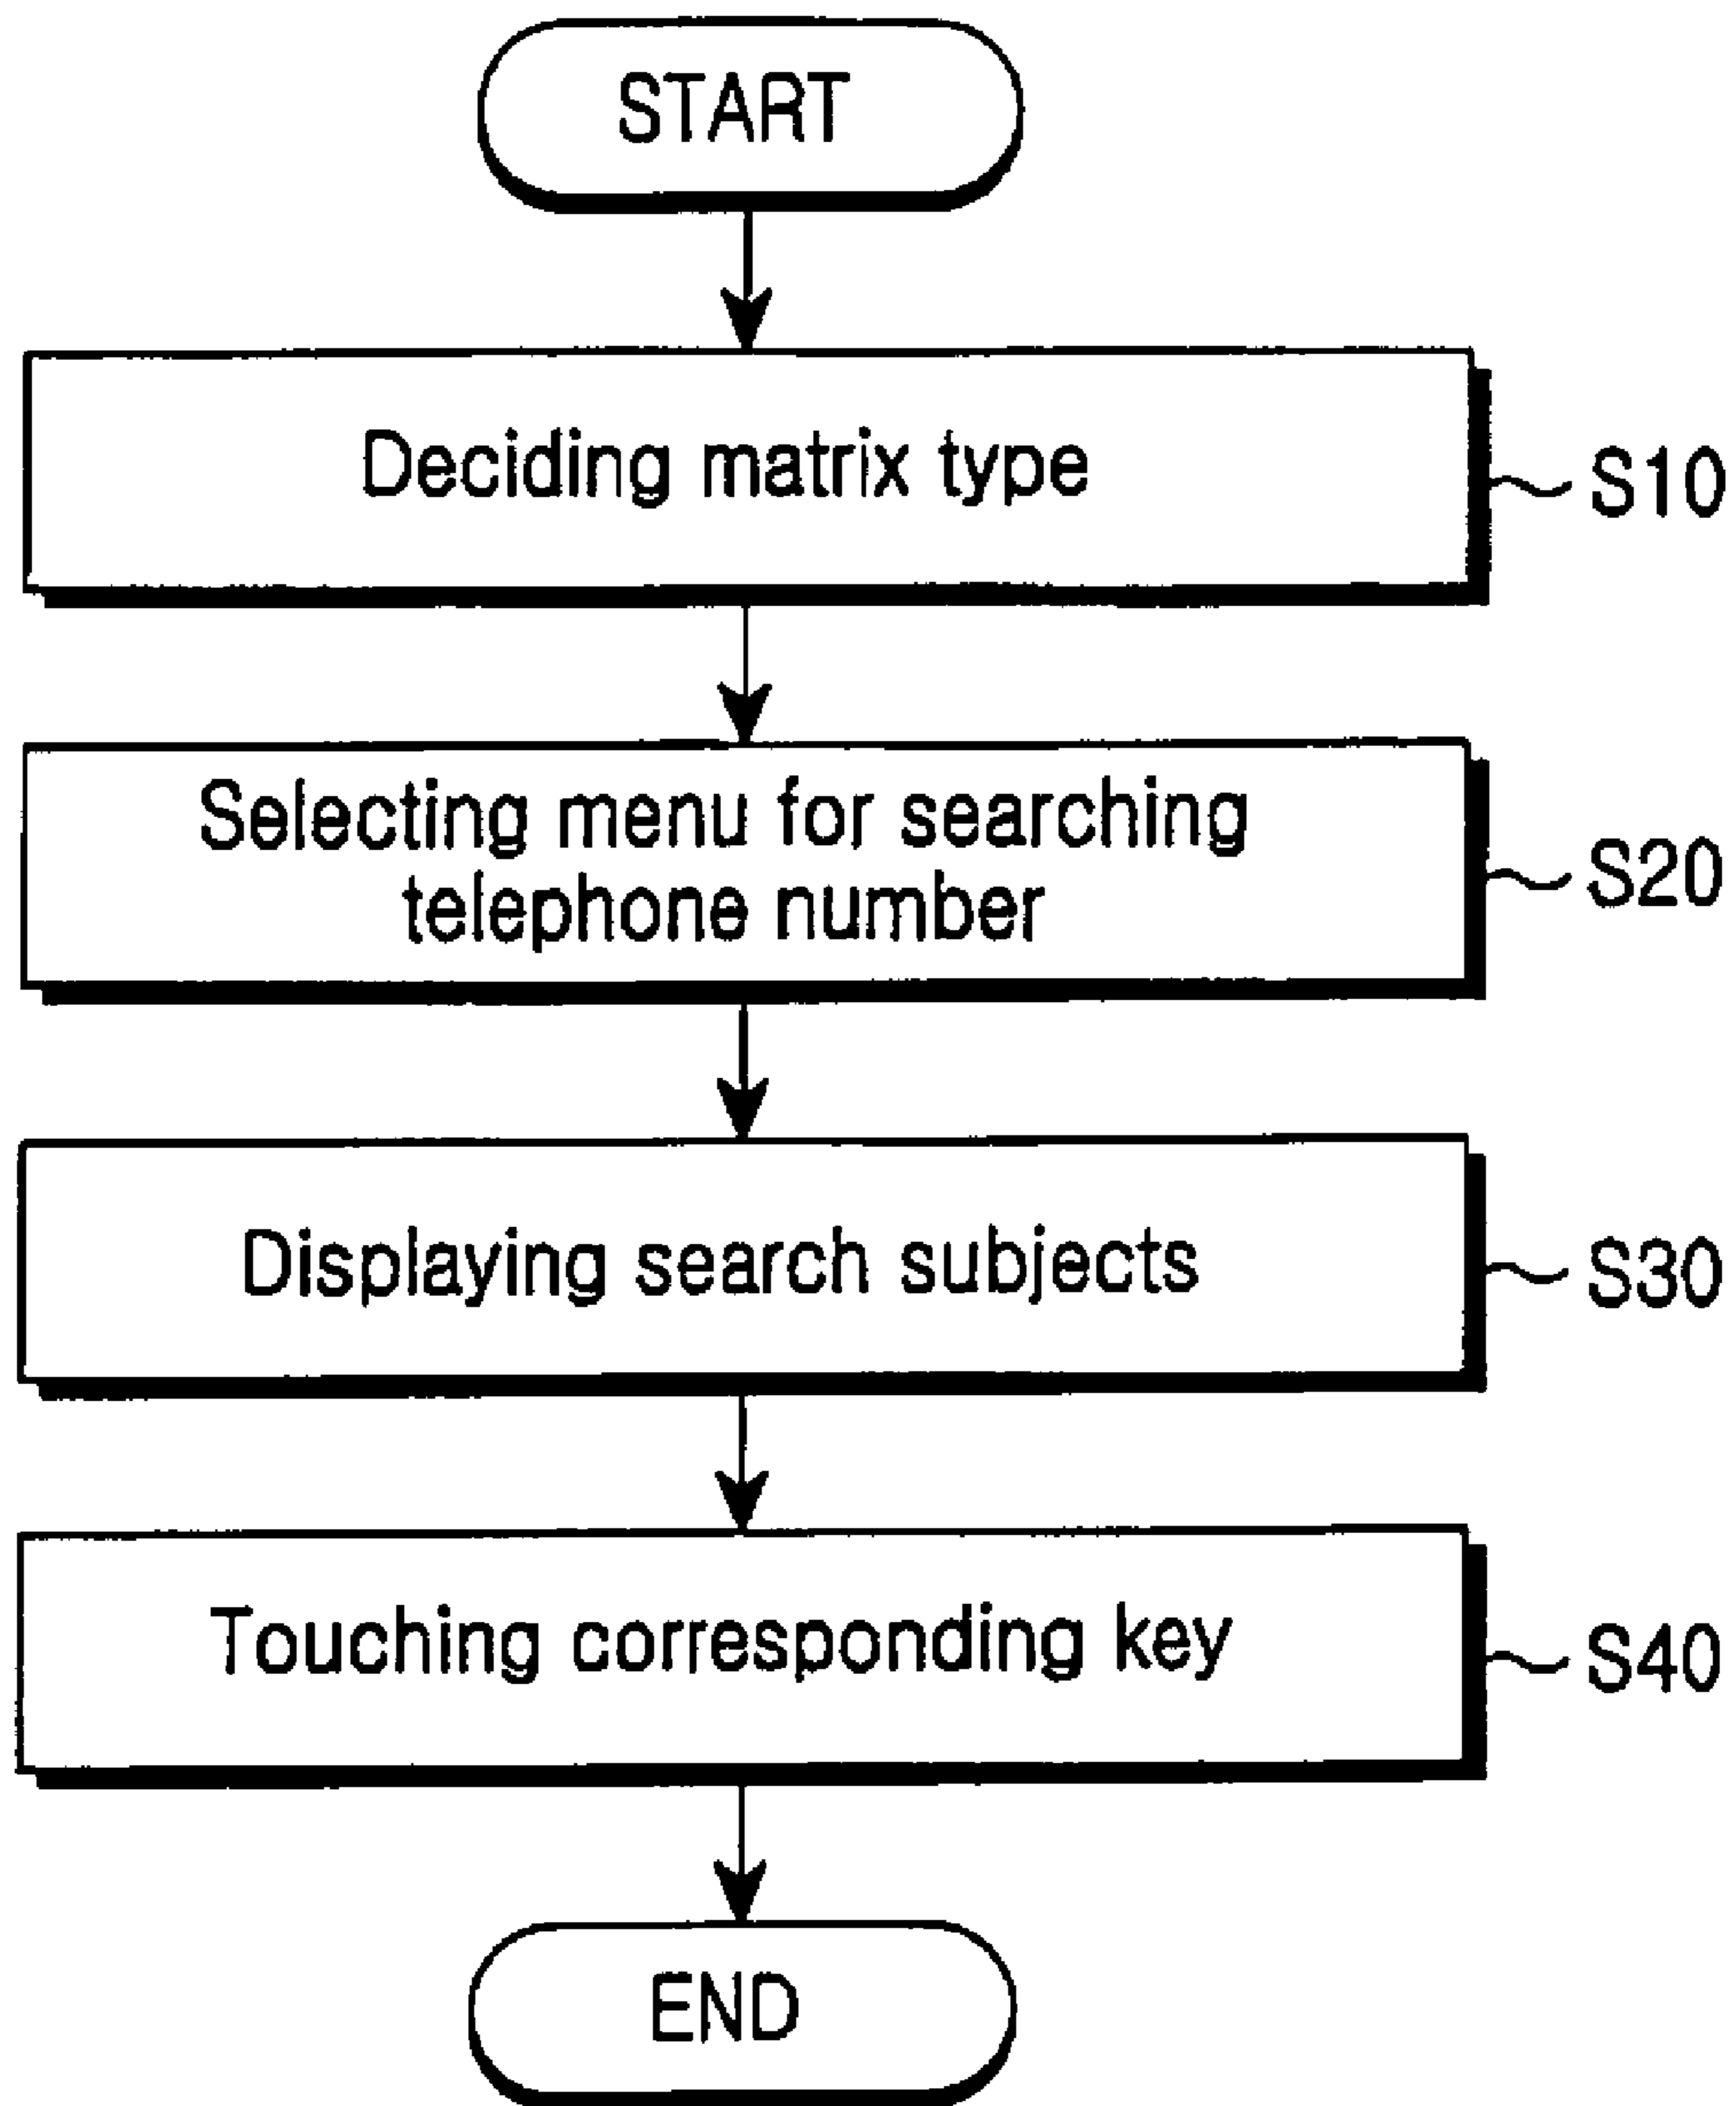 START
Deciding matrix type
S10
Selecting menu for searching
telephone number
S20
Displaying search subjects
S30
Touching corresponding key
S40
END